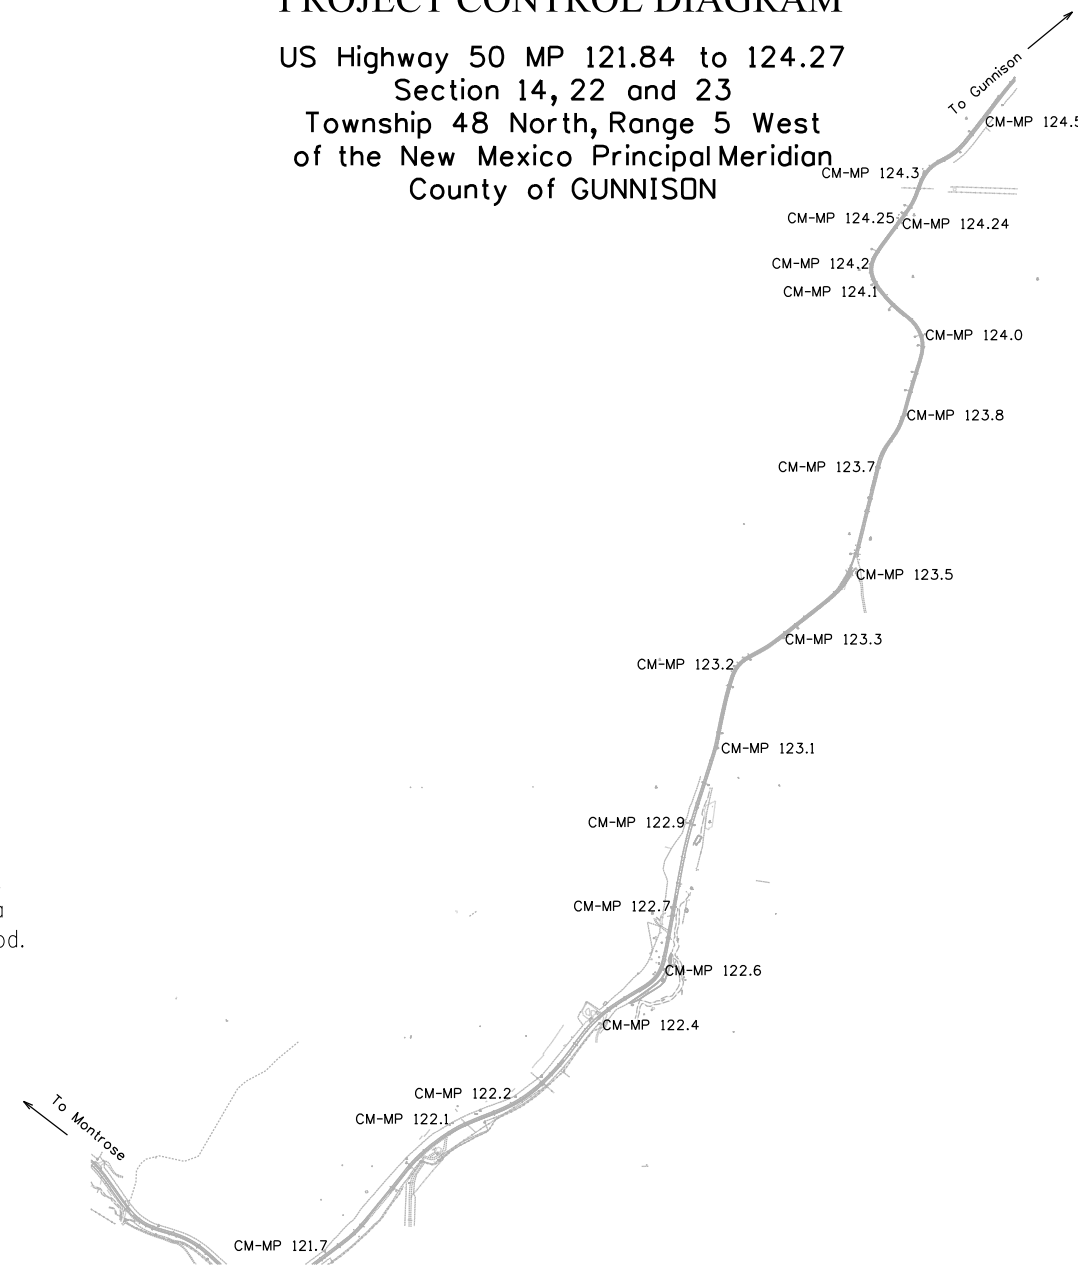 PROJECT CONTROL DIAGRAM
US Highway 50 MP 121.84 to 124.27
Section 14, 22 and 23
Township 48 North, Range 5 West
of the New Mexico Principal Meridian
County of GUNNISON
To Gunnison
CM-MP 124.5
CM-MP 124.3
CM-MP 124.25
CM-MP 124.24
CM-MP 124.2
CM-MP 124.1
CM-MP 124.0
CM-MP 123.8
CM-MP 123.7
CM-MP 123.5
CM-MP 123.3
CM-MP 123.2
CM-MP 123.1
CM-MP 122.9
CM-MP 122.7
od.
CM-MP 122.6
CM-MP 122.4
CM-MP 122.2
CM-MP 122.1
To Montrose
CM-MP 121.7